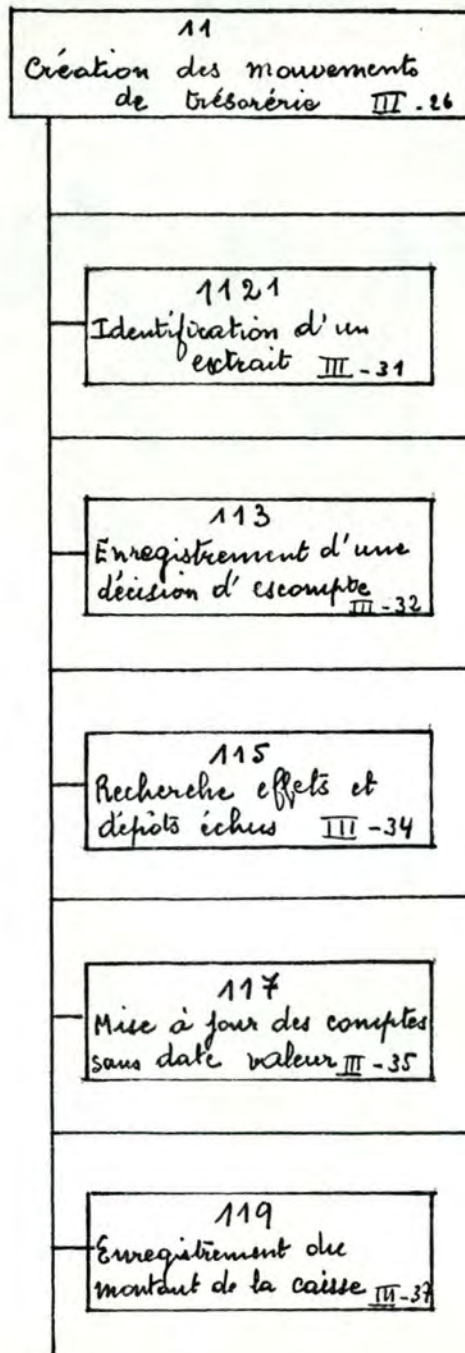 11
Création des mouvements
de trésorérie III - 26
1121
Identification d'un
extrait III - 31
113
Enregistrement d'une
décision d'escompte
III - 32
115
Recherche effets et
dépôts échus III - 34
117
Mise à jour des comptes
sans date valeur III - 35
119
Enregistrement du
montant de la caisse III - 37